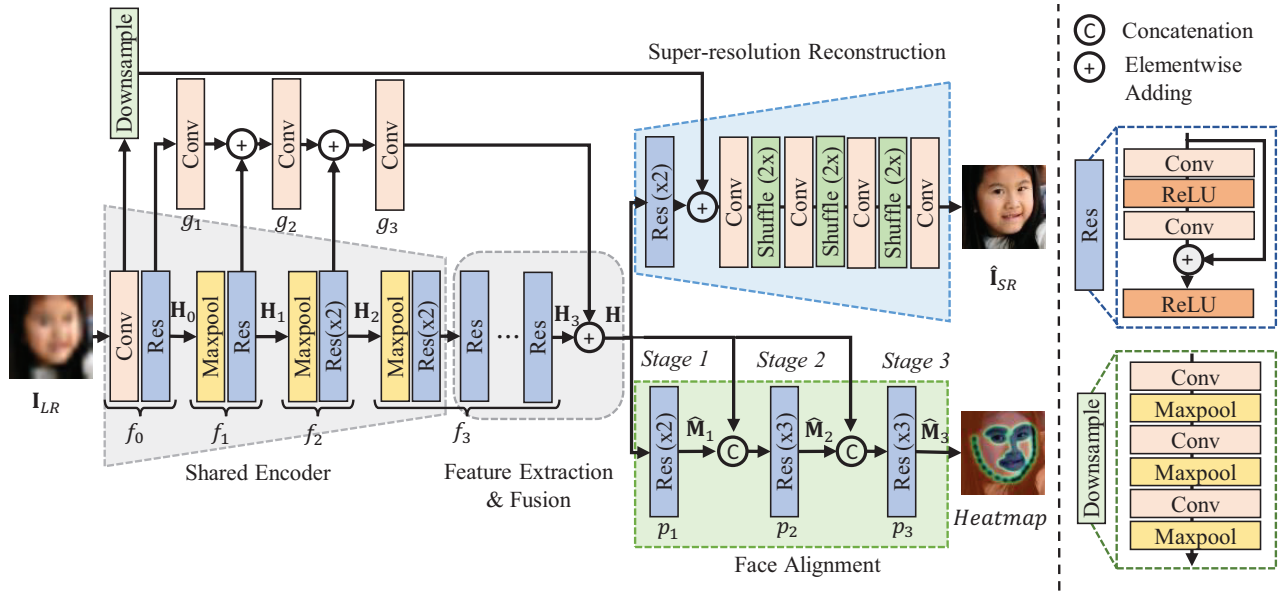 Downsample
Conv
Conv
Conv
g₁
g₂
g₃
I_LR
Conv
Res
H₀
Maxpool
Res
H₁
Maxpool
Res(x2)
H₂
Maxpool
Res(x2)
f₀
f₁
f₂
f₃
Shared Encoder
Res
...
Res
H₃
+
H
Feature Extraction
& Fusion
+
+
Super-resolution Reconstruction
Res (x2)
+
Conv
Shuffle (2x)
Conv
Shuffle (2x)
Conv
Shuffle (2x)
Conv
Î_SR
Stage 1
Stage 2
Stage 3
Res (x2)
M̂₁
C
Res (x3)
M̂₂
C
Res (x3)
M̂₃
p₁
p₂
p₃
Heatmap
Face Alignment
C Concatenation
+ Elementwise
Adding
Res
Conv
ReLU
Conv
+
ReLU
Downsample
Conv
Maxpool
Conv
Maxpool
Conv
Maxpool